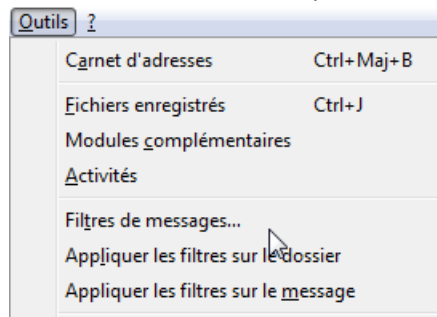 Outils ?
Carnet d'adresses Ctrl+Maj+B
Fichiers enregistrés Ctrl+J
Modules complémentaires
Activités
Filtres de messages...
Appliquer les filtres sur le dossier
Appliquer les filtres sur le message